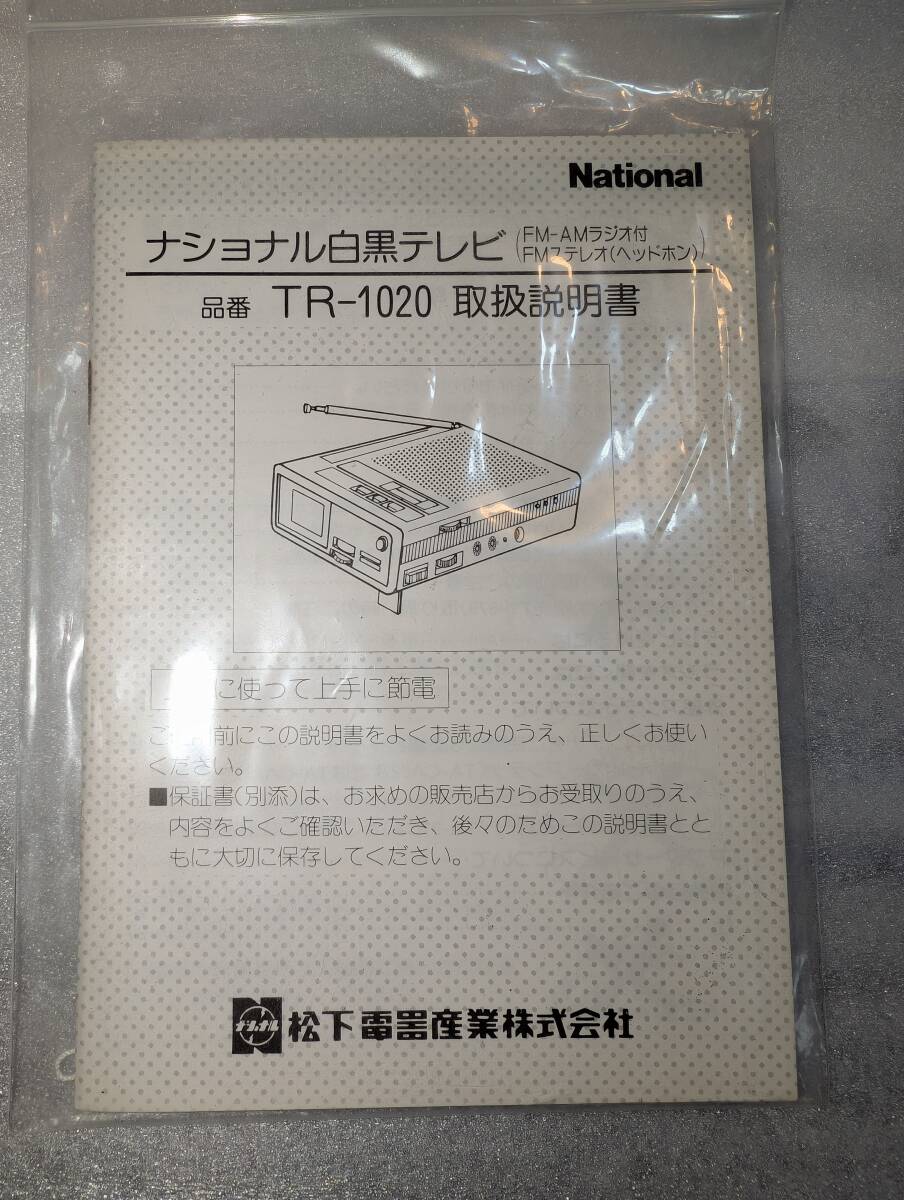 National
ナショナル白黒テレビ (FM-AMラジオ付
FMステレオ(ヘッドホン))
品番 TR-1020 取扱説明書
に使って上手に節電
ご 前にこの説明書をよくお読みのうえ、正しくお使い
ください。
■保証書(別添)は、お求めの販売店からお受取りのうえ、
内容をよくご確認いただき、後々のためこの説明書とと
もに大切に保存してください。
ナショナル 松下電器産業株式会社